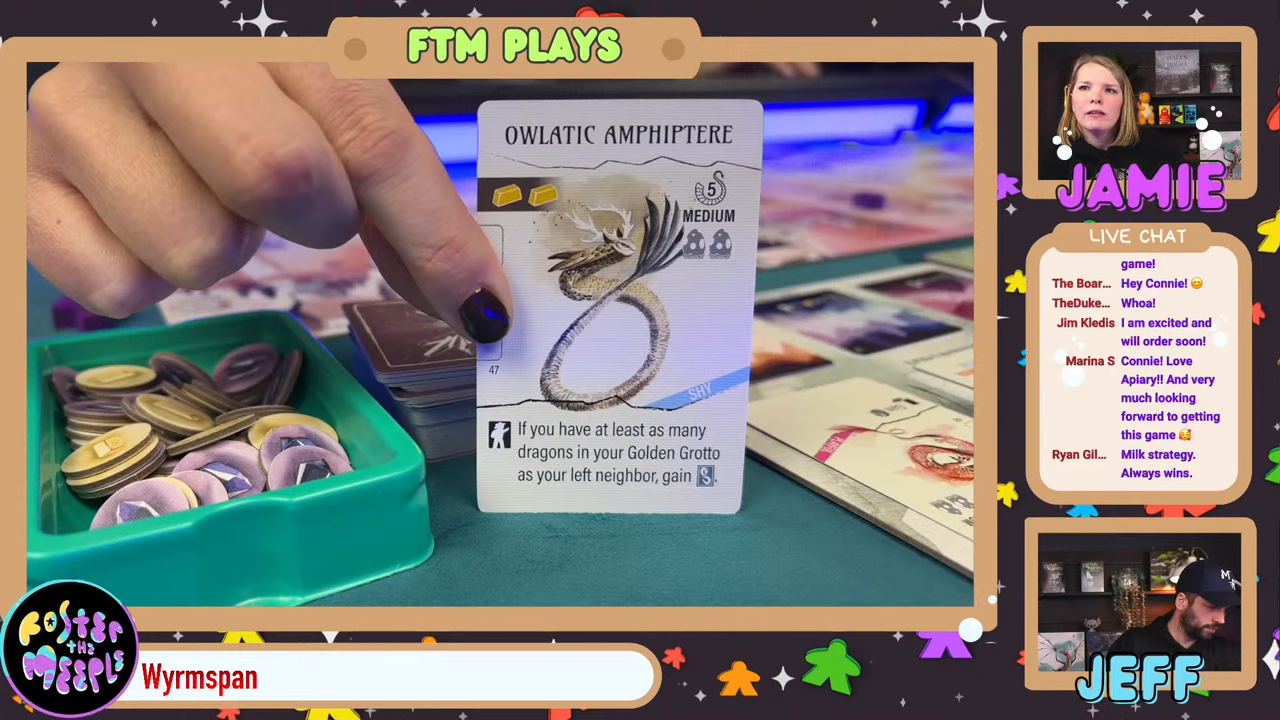 FTM PLAYS
OWLATIC AMPHIPTERE
5
MEDIUM
47
SHY
If you have at least as many
dragons in your Golden Grotto
as your left neighbor, gain
JAMIE
LIVE CHAT
game!
The Boar... Hey Connie! 😊
TheDuke... Whoa!
Jim Kledis I am excited and
will order soon!
Marina S Connie! Love
Apiary!! And very
much looking
forward to getting
this game 🥰
Ryan Gil... Milk strategy.
Always wins.
JEFF
FOSTER
THE
MEEPLE
Wyrmspan